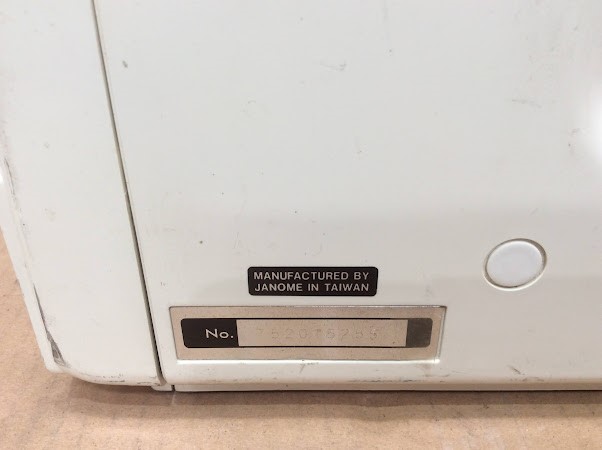 MANUFACTURED BY
JANOME IN TAIWAN
No.